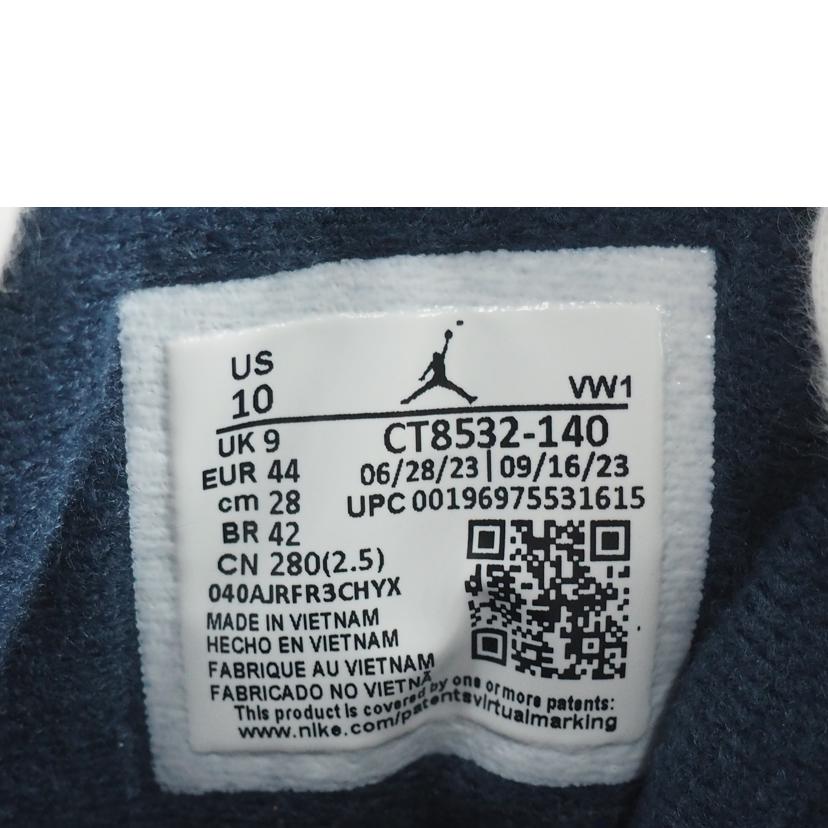 US
10
VW1
UK 9
CT8532-140
EUR 44
06/28/23 | 09/16/23
cm 28
UPC 00196975531615
BR 42
CN 280(2.5)
040AJRFR3CHYX
MADE IN VIETNAM
HECHO EN VIETNAM
FABRIQUE AU VIETNAM
FABRICADO NO VIETNA
This product is covered by one or more patents:
www.nike.com/patentsvirtualmarking